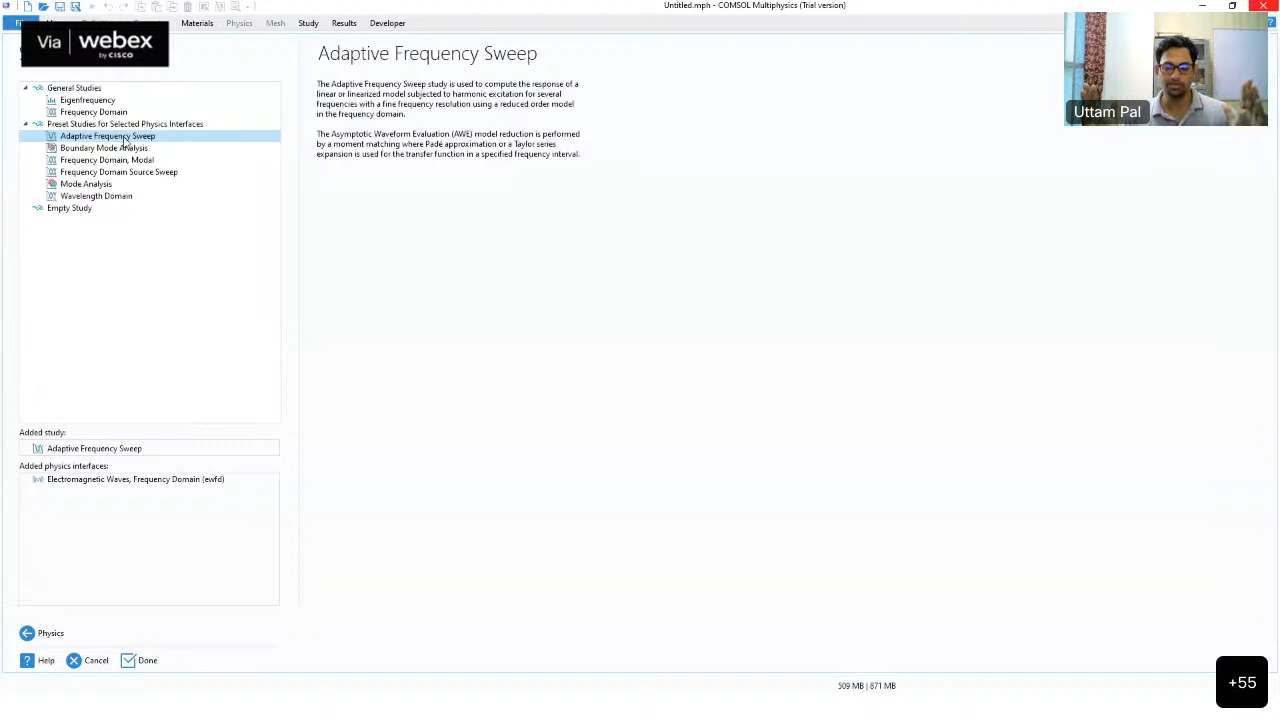 Untitled.mph - COMSOL Multiphysics (Trial version)
Materials Physics Mesh Study Results Developer
Via webex
by CISCO
Uttam Pal
General Studies
Eigenfrequency
Frequency Domain
Preset Studies for Selected Physics Interfaces
Adaptive Frequency Sweep
Boundary Mode Analysis
Frequency Domain, Modal
Frequency Domain Source Sweep
Mode Analysis
Wavelength Domain
Empty Study
Added study:
Adaptive Frequency Sweep
Added physics interfaces:
Electromagnetic Waves, Frequency Domain (ewfd)
Physics
? Help Cancel Done
Adaptive Frequency Sweep
The Adaptive Frequency Sweep study is used to compute the response of a
linear or linearized model subjected to harmonic excitation for several
frequencies with a fine frequency resolution using a reduced order model
in the frequency domain.
The Asymptotic Waveform Evaluation (AWE) model reduction is performed
by a moment matching where Padé approximation or a Taylor series
expansion is used for the transfer function in a specified frequency interval.
509 MB | 871 MB
+55